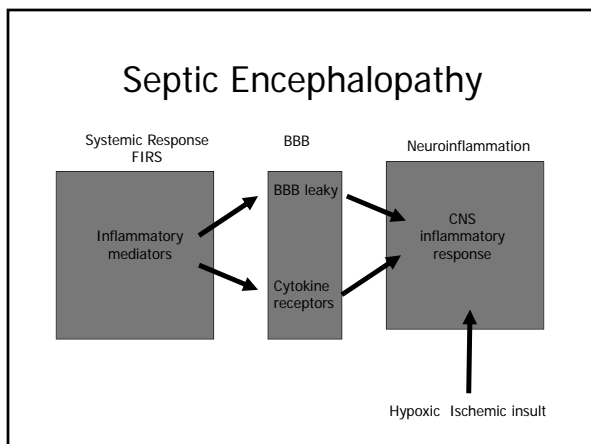 Septic Encephalopathy
Systemic Response
FIRS
BBB
Neuroinflammation
Inflammatory
mediators
BBB leaky
Cytokine
receptors
CNS
inflammatory
response
Hypoxic Ischemic insult